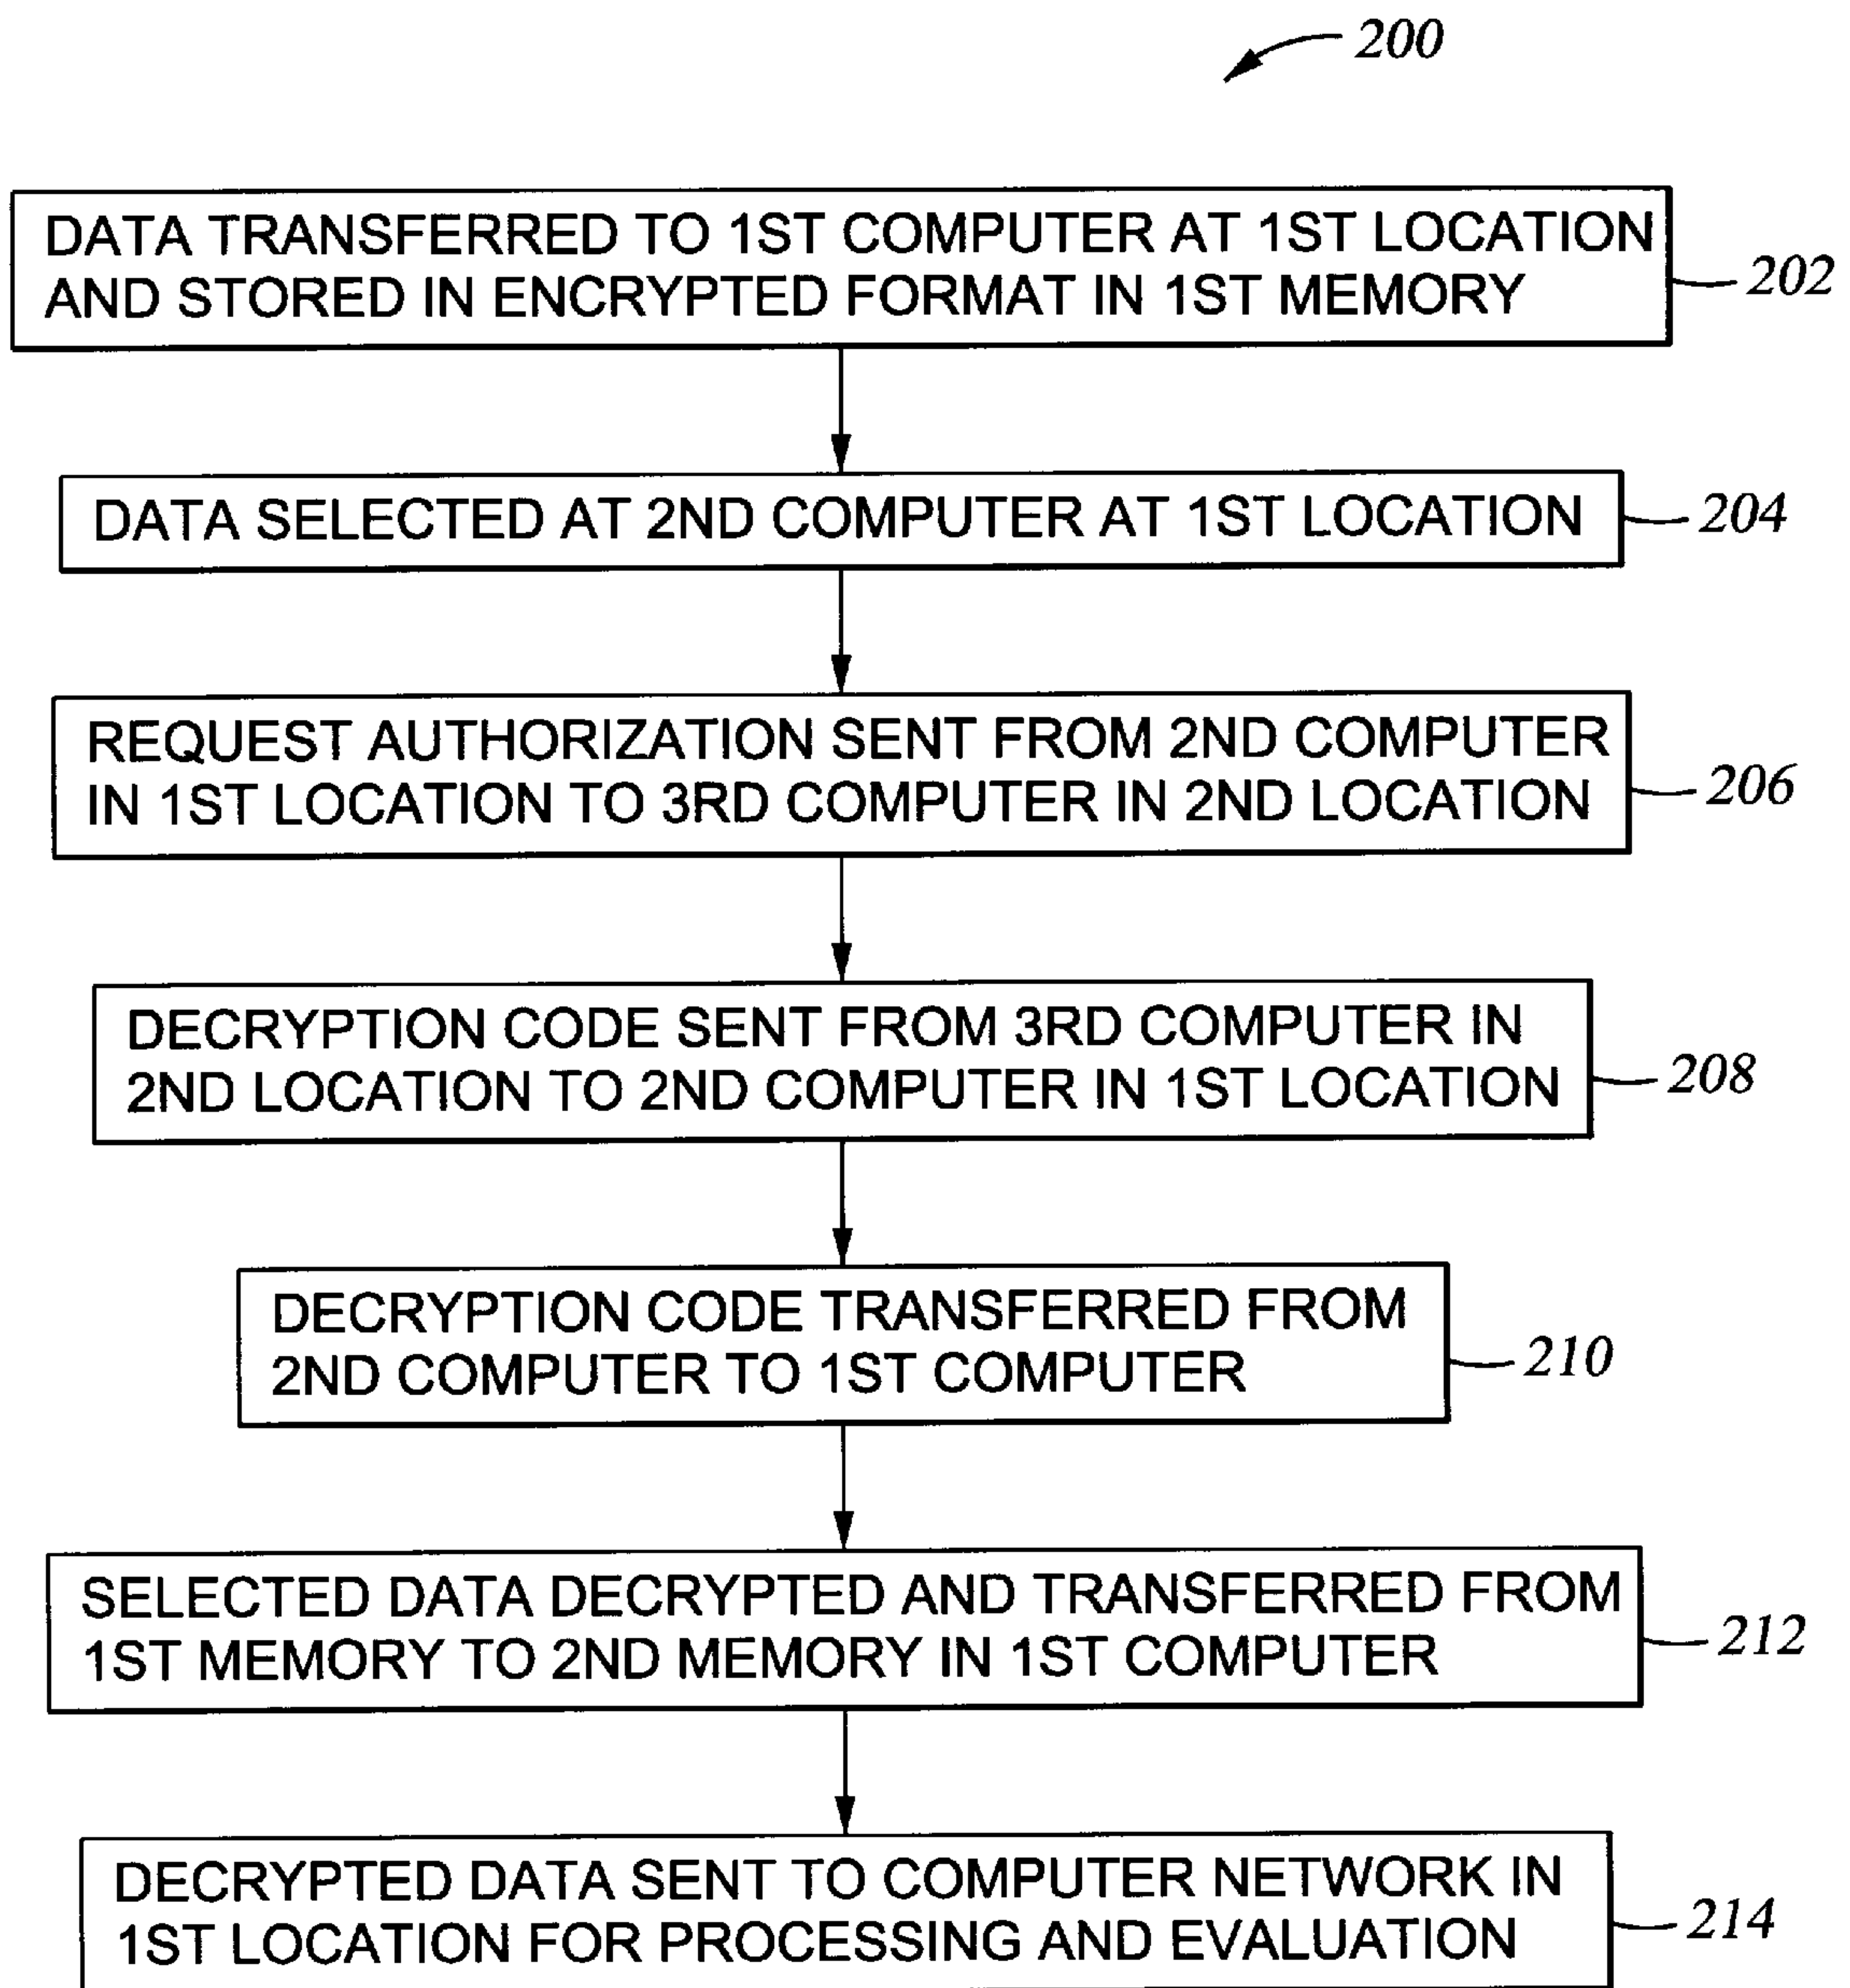 200
DATA TRANSFERRED TO 1ST COMPUTER AT 1ST LOCATION
AND STORED IN ENCRYPTED FORMAT IN 1ST MEMORY
202
DATA SELECTED AT 2ND COMPUTER AT 1ST LOCATION
204
REQUEST AUTHORIZATION SENT FROM 2ND COMPUTER
IN 1ST LOCATION TO 3RD COMPUTER IN 2ND LOCATION
206
DECRYPTION CODE SENT FROM 3RD COMPUTER IN
2ND LOCATION TO 2ND COMPUTER IN 1ST LOCATION
208
DECRYPTION CODE TRANSFERRED FROM
2ND COMPUTER TO 1ST COMPUTER
210
SELECTED DATA DECRYPTED AND TRANSFERRED FROM
1ST MEMORY TO 2ND MEMORY IN 1ST COMPUTER
212
DECRYPTED DATA SENT TO COMPUTER NETWORK IN
1ST LOCATION FOR PROCESSING AND EVALUATION
214